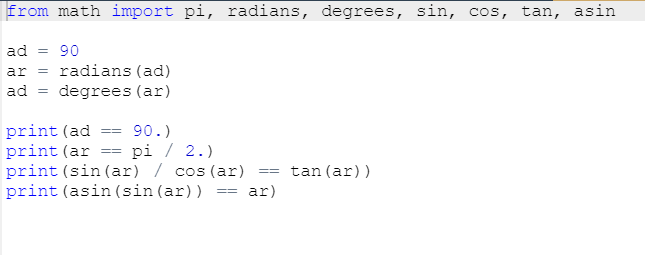 from math import pi, radians, degrees, sin, cos, tan, asin
ad = 90
ar = radians(ad)
ad = degrees(ar)
print(ad == 90.)
print(ar == pi / 2.)
print(sin(ar) / cos(ar) == tan(ar))
print(asin(sin(ar)) == ar)